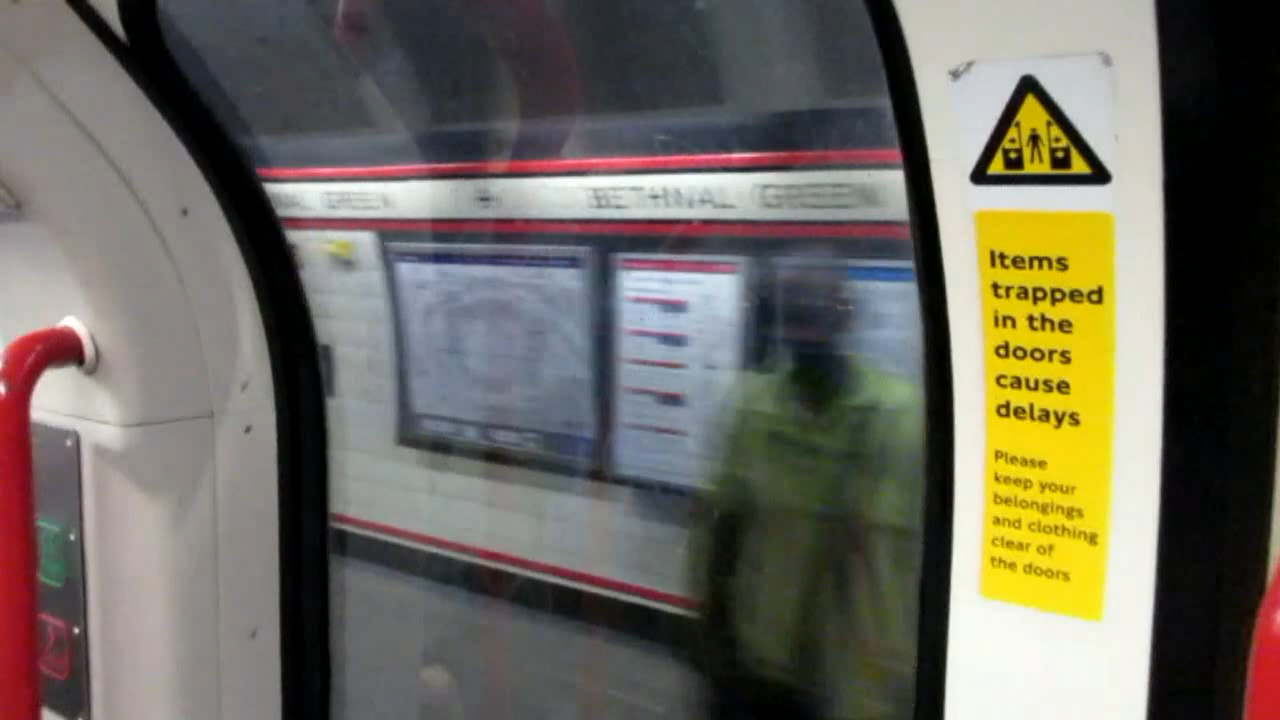 GREEN
BETHNAL GREEN
Items
trapped
in the
doors
cause
delays
Please
keep your
belongings
and clothing
clear of
the doors